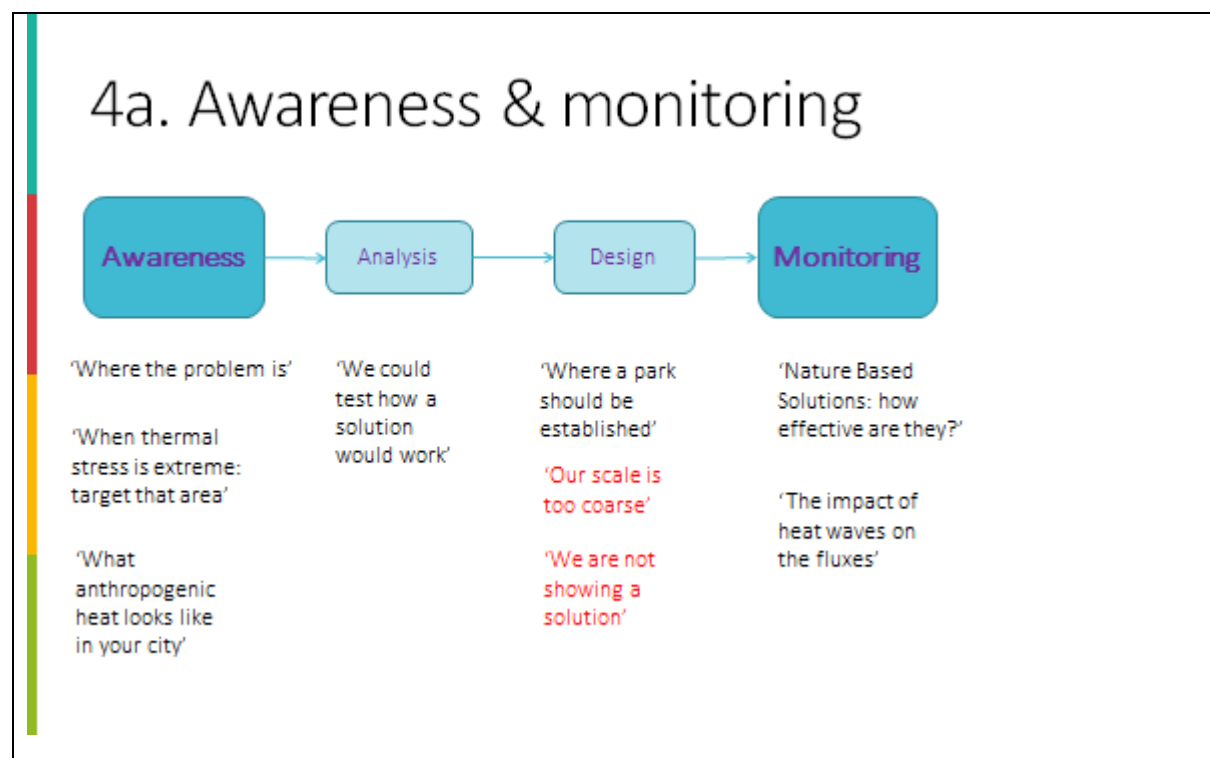 4a. Awareness & monitoring
Awareness
Analysis
Design
Monitoring
‘Where the problem is’
‘When thermal
stress is extreme:
target that area’
‘What
anthropogenic
heat looks like
in your city’
‘We could
test how a
solution
would work’
‘Where a park
should be
established’
‘Our scale is
too coarse’
‘We are not
showing a
solution’
‘Nature Based
Solutions: how
effective are they?’
‘The impact of
heat waves on
the fluxes’